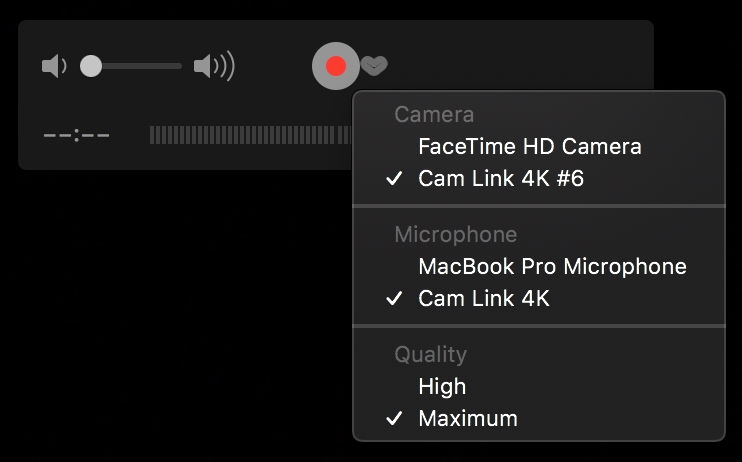 --:--
Camera
FaceTime HD Camera
Cam Link 4K #6
Microphone
MacBook Pro Microphone
Cam Link 4K
Quality
High
Maximum